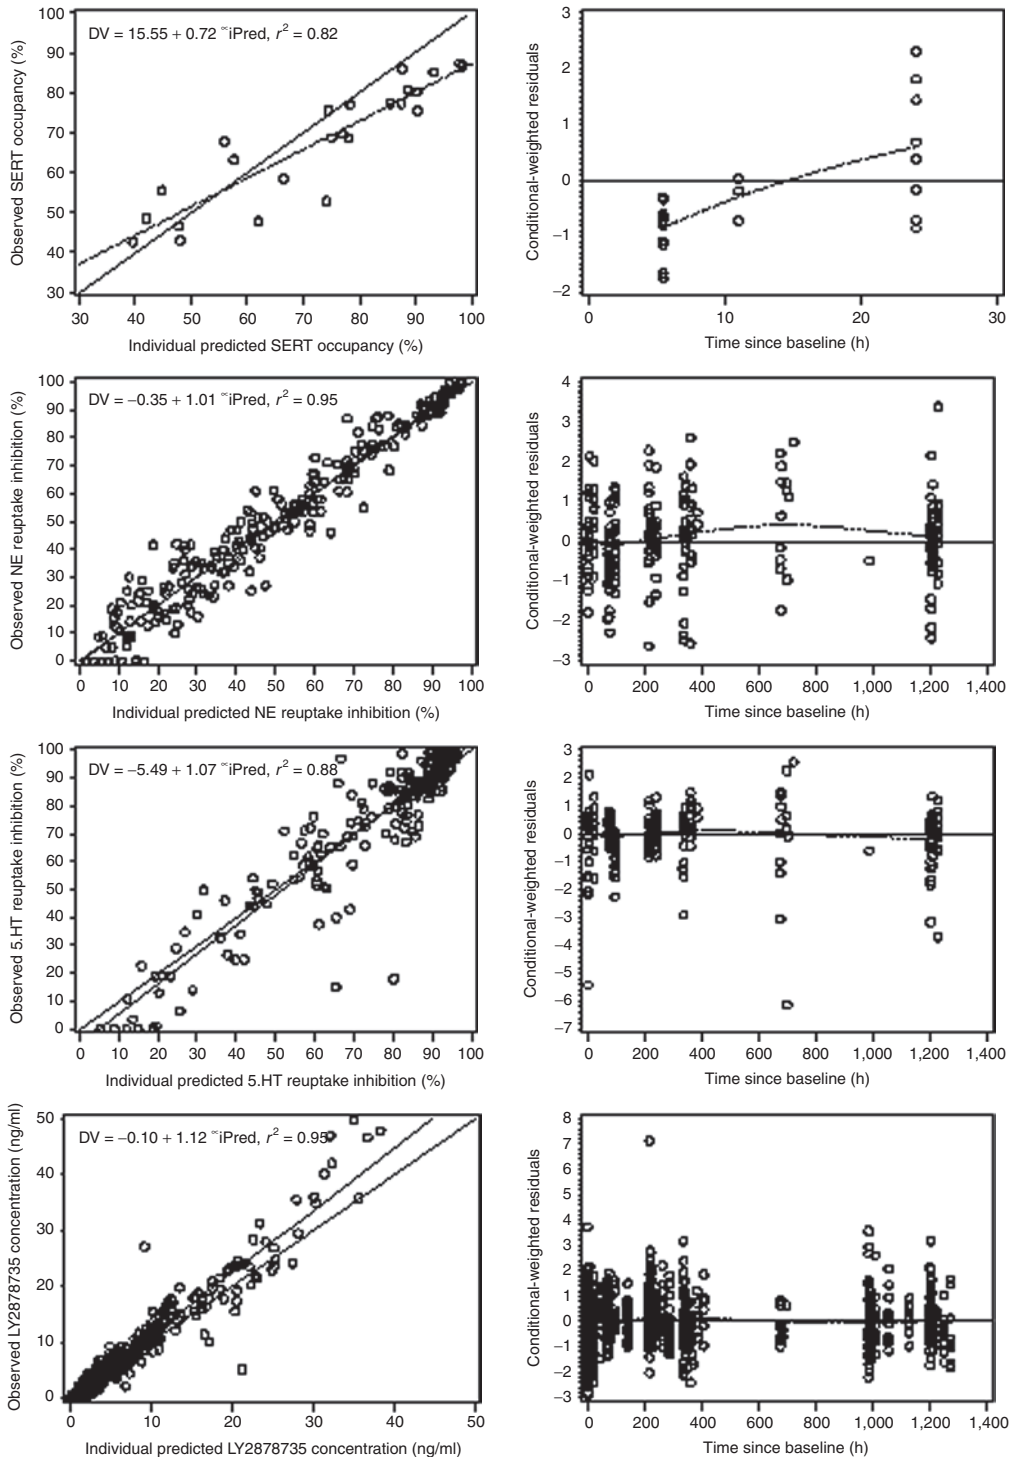 DV = 15.55 + 0.72 *iPred, r² = 0.82
Observed SERT occupancy (%)
100
90
80
70
60
50
40
30
30 40 50 60 70 80 90 100
Individual predicted SERT occupancy (%)
Conditional-weighted residuals
3
2
1
0
−1
−2
0 10 20 30
Time since baseline (h)
DV = −0.35 + 1.01 *iPred, r² = 0.95
Observed NE reuptake inhibition (%)
100
90
80
70
60
50
40
30
20
10
0
0 10 20 30 40 50 60 70 80 90 100
Individual predicted NE reuptake inhibition (%)
Conditional-weighted residuals
4
3
2
1
0
−1
−2
−3
0 200 400 600 800 1,000 1,200 1,400
Time since baseline (h)
DV = −5.49 + 1.07 *iPred, r² = 0.88
Observed 5.HT reuptake inhibition (%)
100
90
80
70
60
50
40
30
20
10
0
0 10 20 30 40 50 60 70 80 90 100
Individual predicted 5.HT reuptake inhibition (%)
Conditional-weighted residuals
3
2
1
0
−1
−2
−3
−4
−5
−6
−7
0 200 400 600 800 1,000 1,200 1,400
Time since baseline (h)
DV = −0.10 + 1.12 *iPred, r² = 0.95
Observed LY2878735 concentration (ng/ml)
50
40
30
20
10
0
0 10 20 30 40 50
Individual predicted LY2878735 concentration (ng/ml)
Conditional-weighted residuals
8
7
6
5
4
3
2
1
0
−1
−2
−3
0 200 400 600 800 1,000 1,200 1,400
Time since baseline (h)